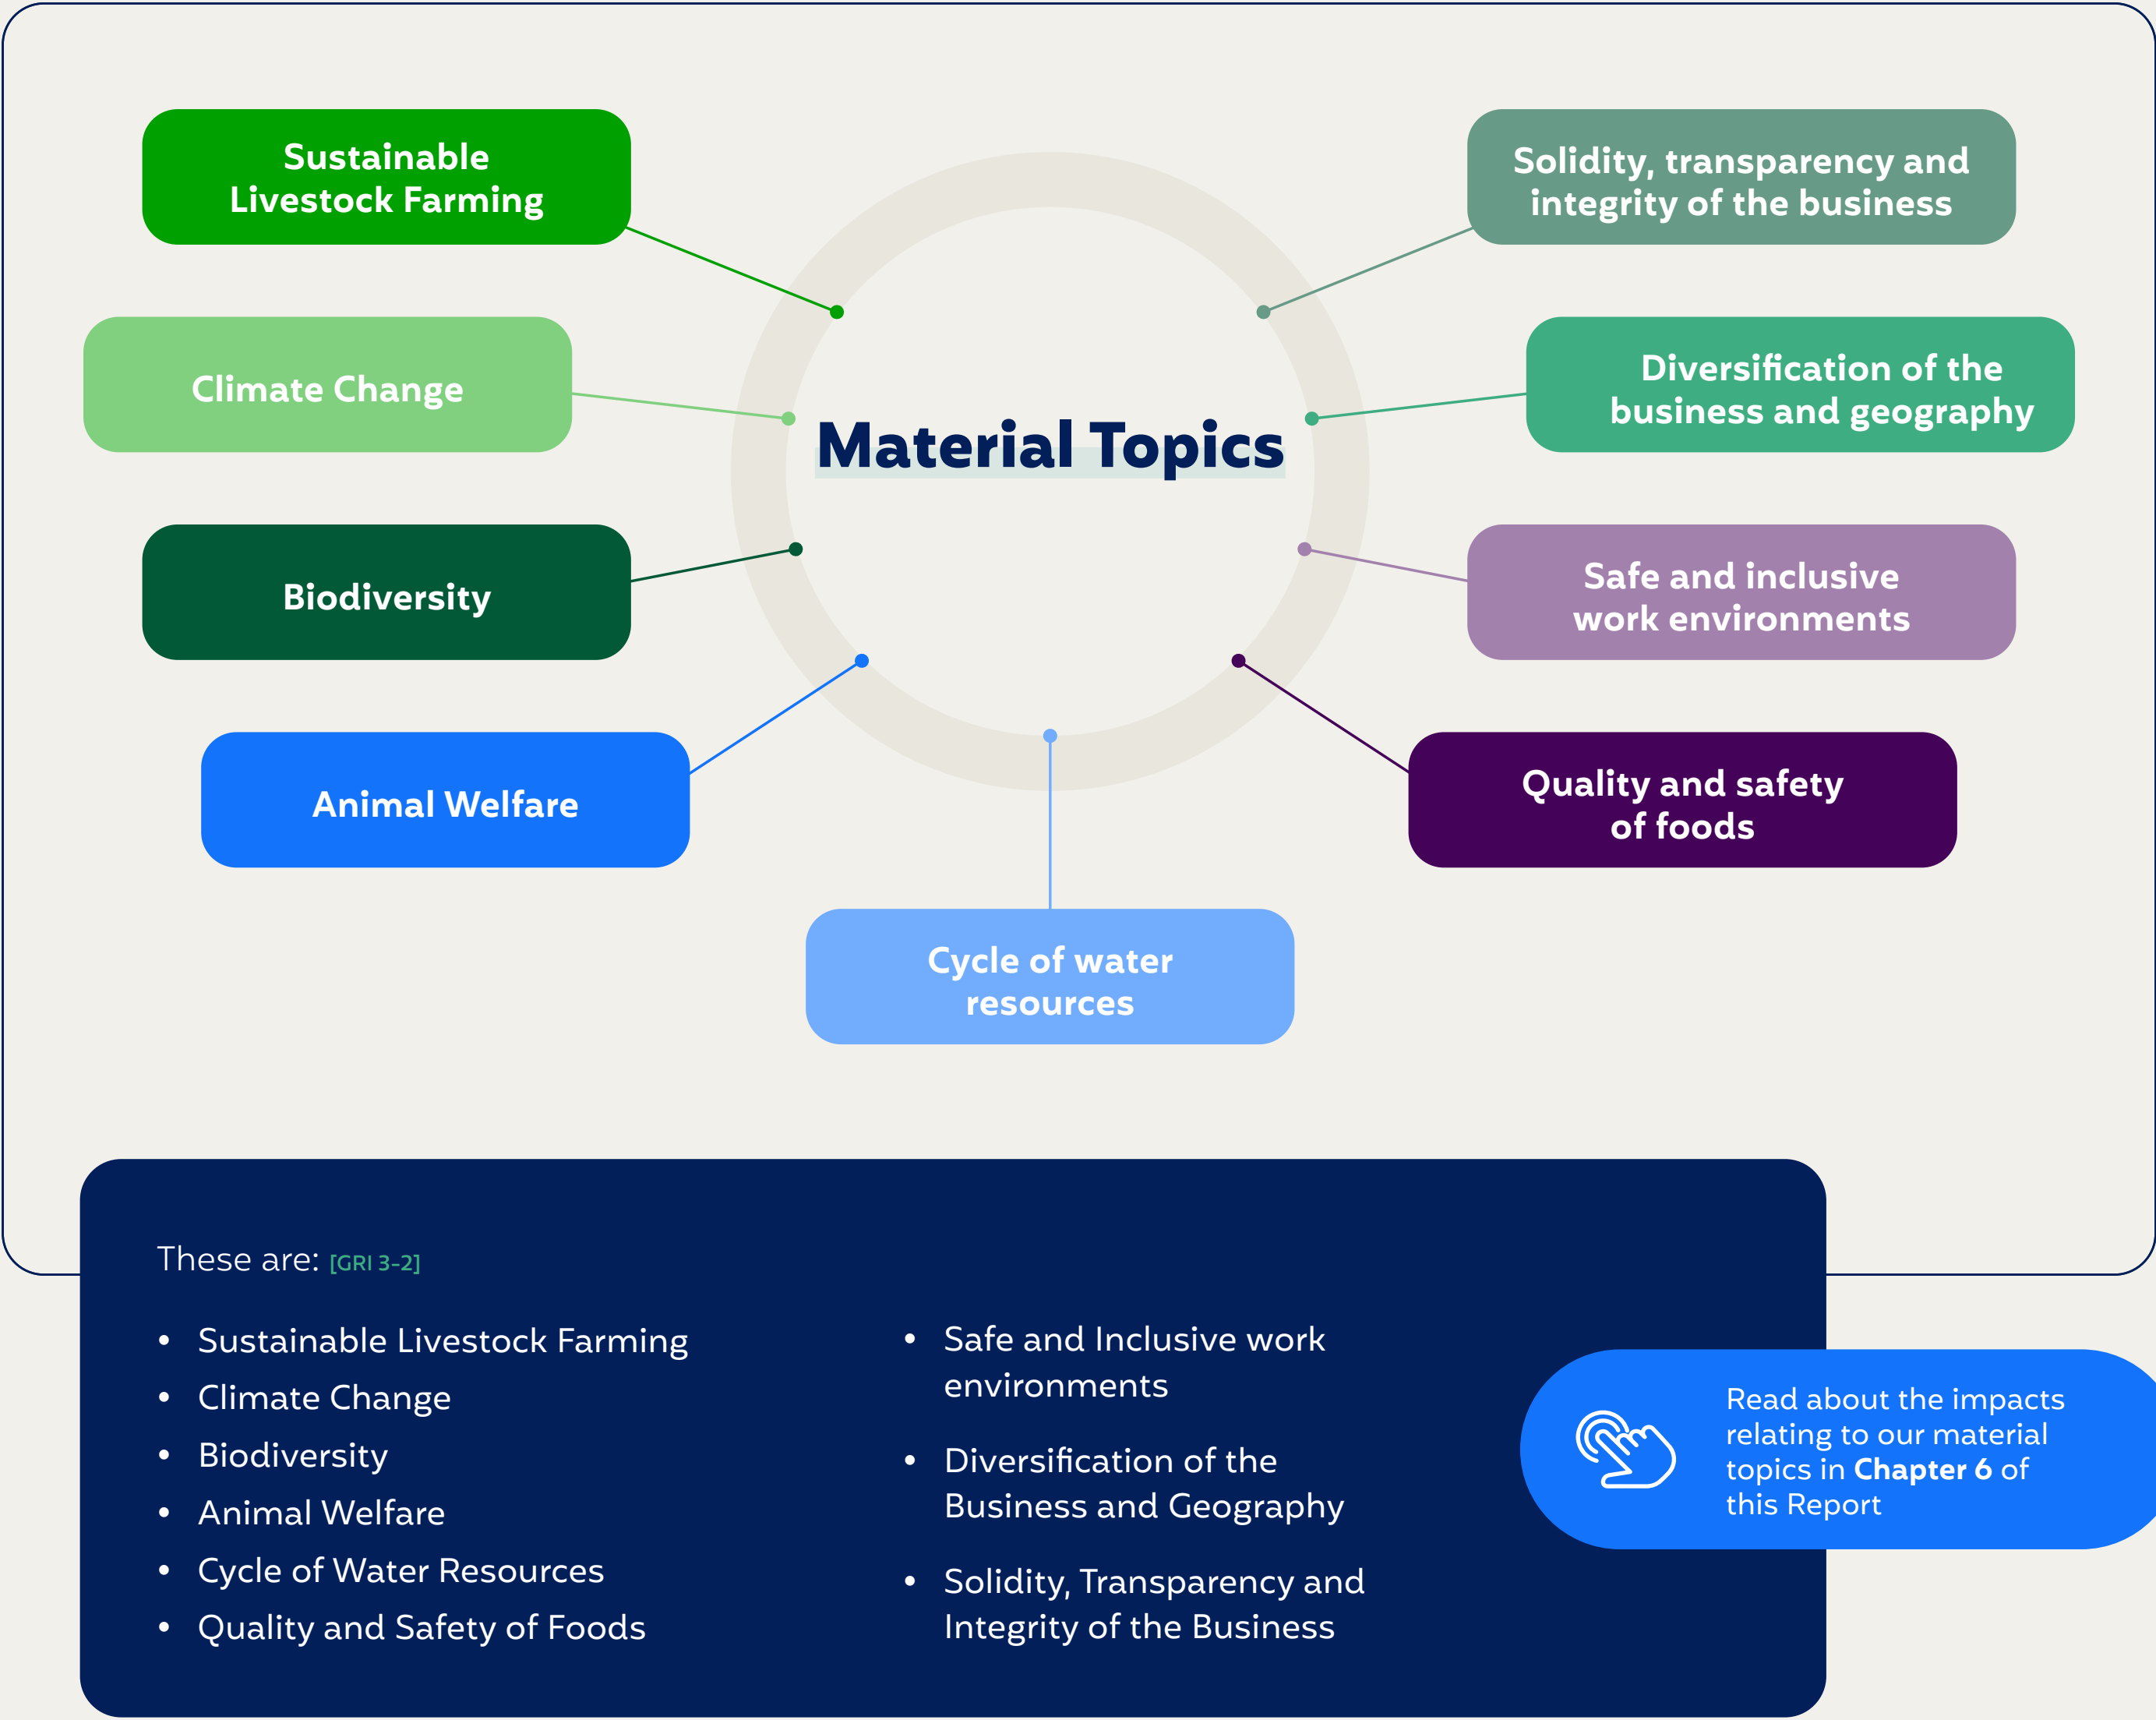 Sustainable
Livestock Farming
Solidity, transparency and
integrity of the business
Climate Change
Diversification of the
business and geography
Material Topics
Biodiversity
Safe and inclusive
work environments
Animal Welfare
Quality and safety
of foods
Cycle of water
resources
These are: [GRI 3-2]
• Sustainable Livestock Farming
• Climate Change
• Biodiversity
• Animal Welfare
• Cycle of Water Resources
• Quality and Safety of Foods
• Safe and Inclusive work
environments
• Diversification of the
Business and Geography
• Solidity, Transparency and
Integrity of the Business
Read about the impacts
relating to our material
topics in Chapter 6 of
this Report